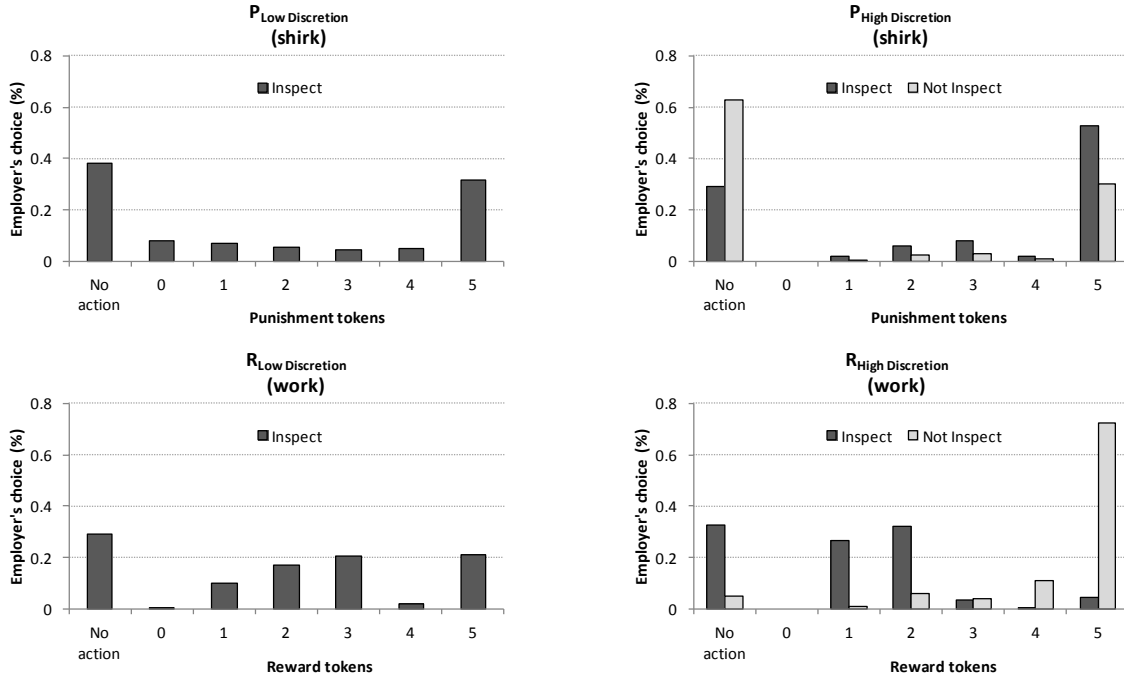 P Low Discretion
(shirk)
Employer's choice (%)
0.8
0.6
0.4
0.2
0
Inspect
No action 0 1 2 3 4 5
Punishment tokens
P High Discretion
(shirk)
Employer's choice (%)
0.8
0.6
0.4
0.2
0
Inspect Not Inspect
No action 0 1 2 3 4 5
Punishment tokens
R Low Discretion
(work)
Employer's choice (%)
0.8
0.6
0.4
0.2
0
Inspect
No action 0 1 2 3 4 5
Reward tokens
R High Discretion
(work)
Employer's choice (%)
0.8
0.6
0.4
0.2
0
Inspect Not Inspect
No action 0 1 2 3 4 5
Reward tokens